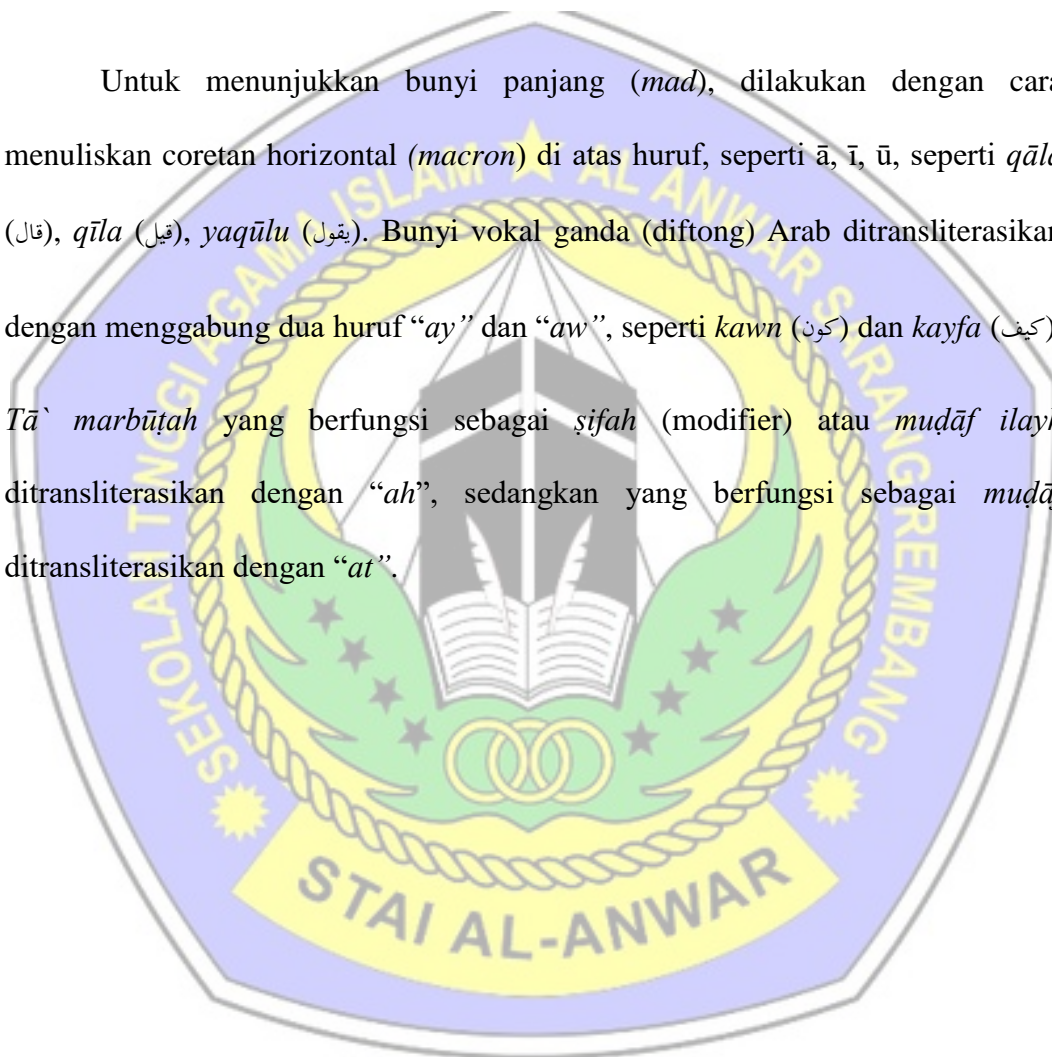 Untuk menunjukkan bunyi panjang (mad), dilakukan dengan cara
menuliskan coretan horizontal (macron) di atas huruf, seperti ā, ī, ū, seperti qāla
(قال), qīla (قيل), yaqūlu (يقول). Bunyi vokal ganda (diftong) Arab ditransliterasikan
dengan menggabung dua huruf “ay” dan “aw”, seperti kawn (كون) dan kayfa (كيف)
Tā` marbūṭah yang berfungsi sebagai ṣifah (modifier) atau muḍāf ilayh
ditransliterasikan dengan “ah”, sedangkan yang berfungsi sebagai muḍāf
ditransliterasikan dengan “at”.
SEKOLAH TINGGI AGAMA ISLAM AL ANWAR SARANG REMBANG
STAI AL-ANWAR